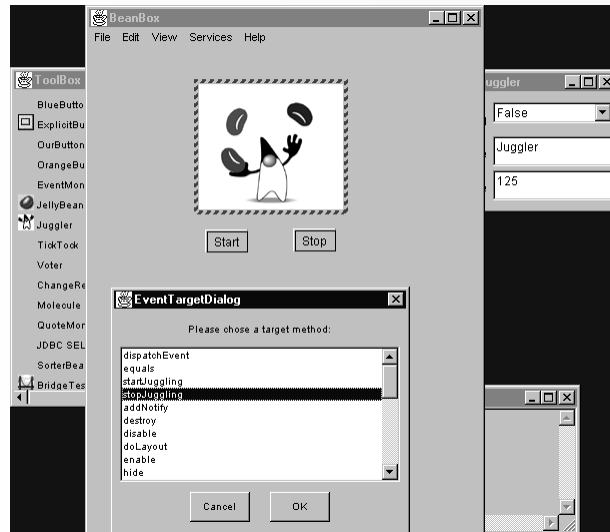 BeanBox
File Edit View Services Help
ToolBox
BlueButto
ExplicitBu
OurButton
OrangeBu
EventMon
JellyBean
Juggler
TickTock
Voter
ChangeRe
Molecule
QuoteMor
JDBC SEL
SorterBea
BridgeTes
Start Stop
uggler
False
Juggler
125
EventTargetDialog
Please chose a target method:
dispatchEvent
equals
startJuggling
stopJuggling
addNotify
destroy
disable
doLayout
enable
hide
Cancel OK